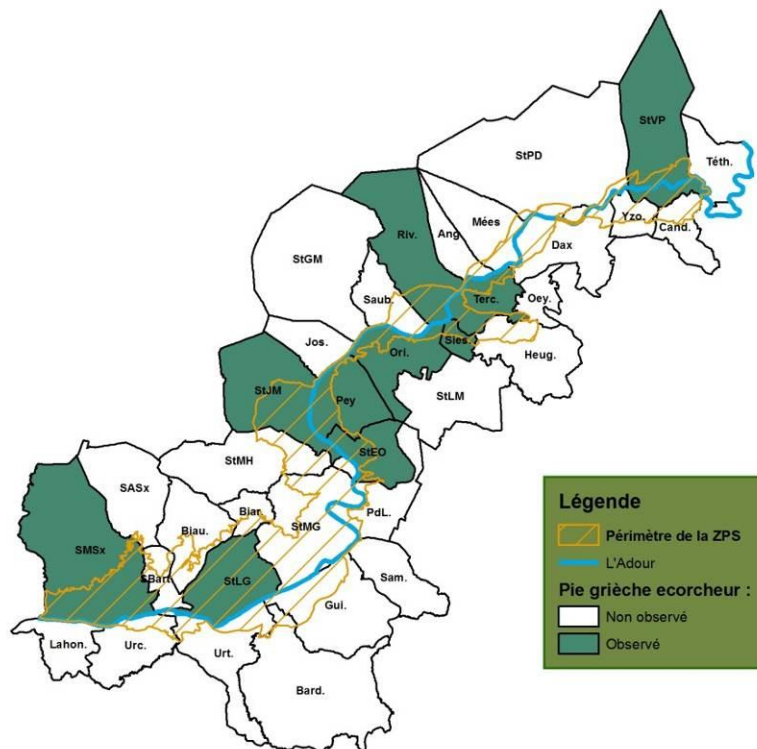 StVP
StPD
Téth.
Mées
Riv.
Ang
Yzo.
Cand.
Dax
StGM
Saub.
Terc.
Oey.
Jos.
Ori.
Sies.
Heug.
StJM
Pey
StLM
StEO
StMH
SASx
Biar.
Biau.
StMG
PdL.
SMSx
SBart
StLG
Sam.
Gui.
Lahon.
Urc.
Urt.
Bard.
Légende
Périmètre de la ZPS
L'Adour
Pie grièche ecorcheur :
Non observé
Observé